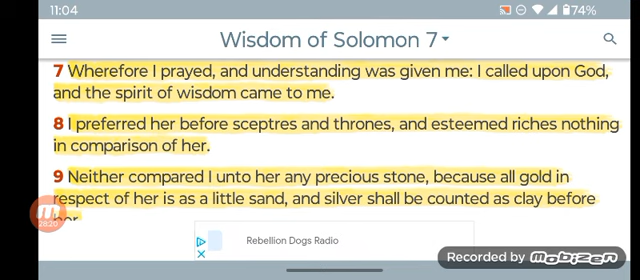 11:04
74%
Wisdom of Solomon 7
7 Wherefore I prayed, and understanding was given me: I called upon God,
and the spirit of wisdom came to me.
8 I preferred her before sceptres and thrones, and esteemed riches nothing
in comparison of her.
9 Neither compared I unto her any precious stone, because all gold in
respect of her is as a little sand, and silver shall be counted as clay before
her.
28:20
Rebellion Dogs Radio
Recorded by mobizen